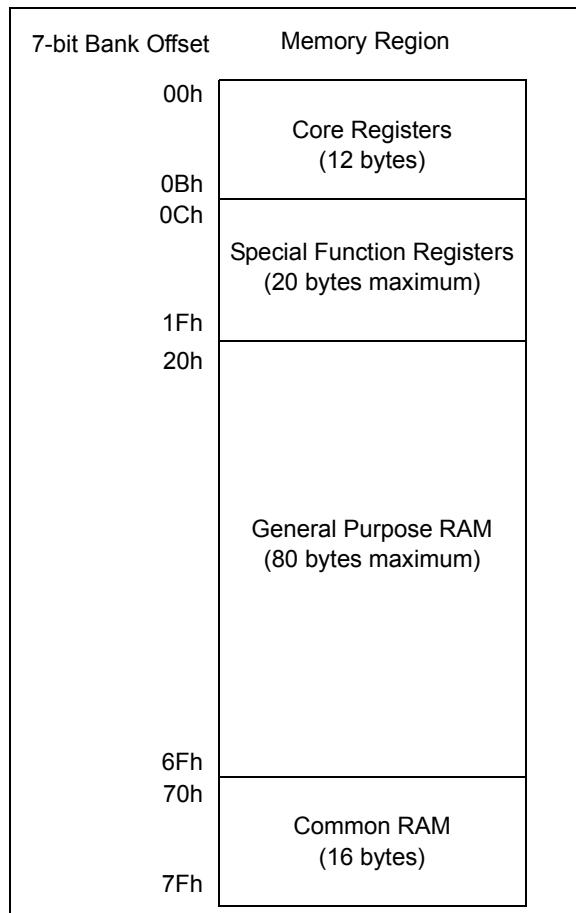 7-bit Bank Offset
Memory Region
00h
Core Registers
(12 bytes)
0Bh
0Ch
Special Function Registers
(20 bytes maximum)
1Fh
20h
General Purpose RAM
(80 bytes maximum)
6Fh
70h
Common RAM
(16 bytes)
7Fh